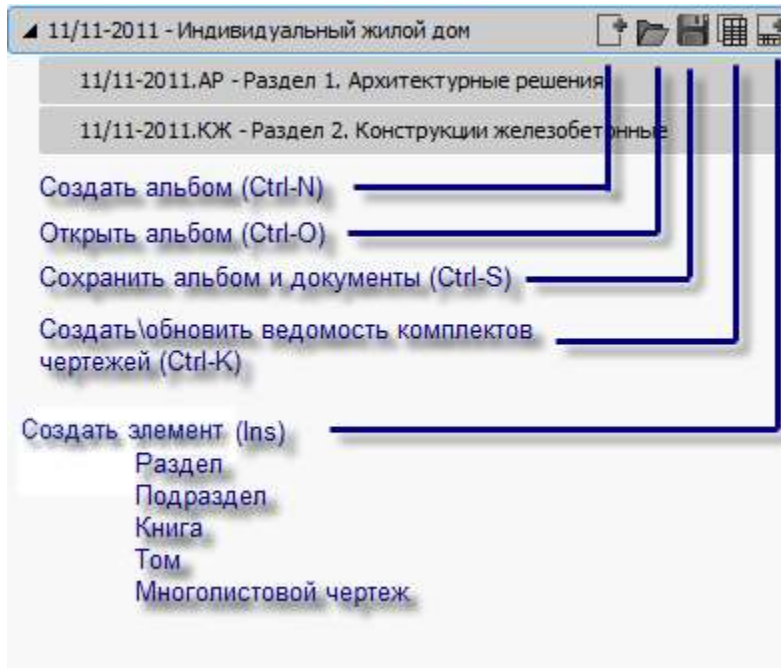 11/11-2011 - Индивидуальный жилой дом
11/11-2011.АР - Раздел 1. Архитектурные решения
11/11-2011.КЖ - Раздел 2. Конструкции железобетонные
Создать альбом (Ctrl-N)
Открыть альбом (Ctrl-O)
Сохранить альбом и документы (Ctrl-S)
Создать\обновить ведомость комплектов
чертежей (Ctrl-K)
Создать элемент (Ins)
Раздел
Подраздел
Книга
Том
Многолистовой чертеж